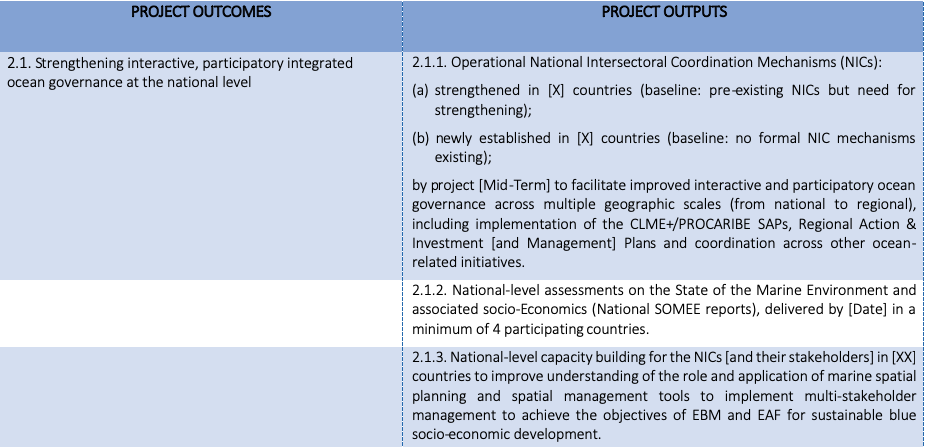 PROJECT OUTCOMES
PROJECT OUTPUTS
2.1. Strengthening interactive, participatory integrated
ocean governance at the national level
2.1.1. Operational National Intersectoral Coordination Mechanisms (NICs):
(a) strengthened in [X] countries (baseline: pre-existing NICs but need for
strengthening);
(b) newly established in [X] countries (baseline: no formal NIC mechanisms
existing);
by project [Mid-Term] to facilitate improved interactive and participatory ocean
governance across multiple geographic scales (from national to regional),
including implementation of the CLME+/PROCARIBE SAPs, Regional Action &
Investment [and Management] Plans and coordination across other ocean-
related initiatives.
2.1.2. National-level assessments on the State of the Marine Environment and
associated socio-Economics (National SOMEE reports), delivered by [Date] in a
minimum of 4 participating countries.
2.1.3. National-level capacity building for the NICs [and their stakeholders] in [XX]
countries to improve understanding of the role and application of marine spatial
planning and spatial management tools to implement multi-stakeholder
management to achieve the objectives of EBM and EAF for sustainable blue
socio-economic development.